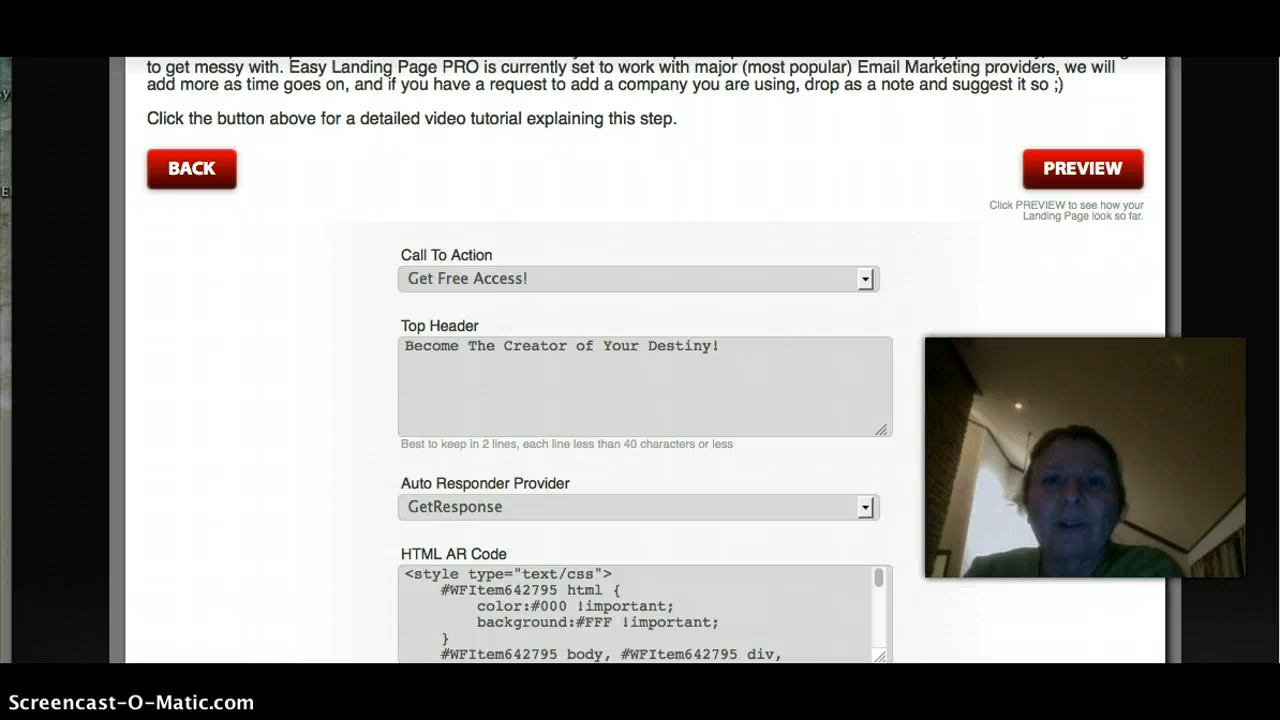 to get messy with. Easy Landing Page PRO is currently set to work with major (most popular) Email Marketing providers, we will
add more as time goes on, and if you have a request to add a company you are using, drop as a note and suggest it so ;)
Click the button above for a detailed video tutorial explaining this step.
BACK
PREVIEW
Click PREVIEW to see how your
Landing Page look so far.
Call To Action
Get Free Access!
Top Header
Become The Creator of Your Destiny!
Best to keep in 2 lines, each line less than 40 characters or less
Auto Responder Provider
GetResponse
HTML AR Code
<style type="text/css">
#WFItem642795 html {
color:#000 !important;
background:#FFF !important;
}
#WFItem642795 body, #WFItem642795 div,
Screencast-O-Matic.com